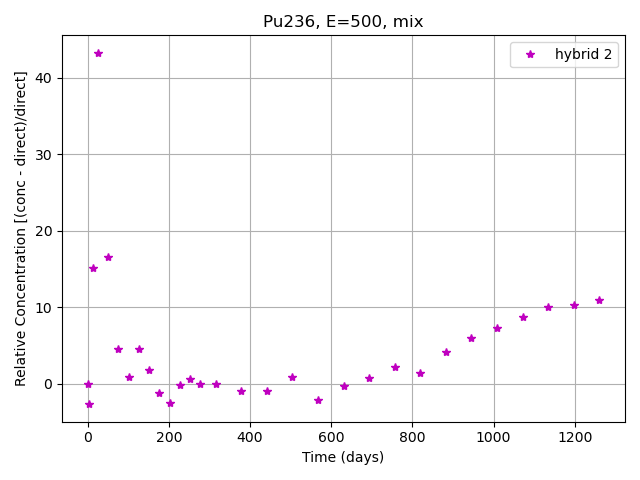 Pu236, E=500, mix
hybrid 2
Relative Concentration [(conc - direct)/direct]
40
30
20
10
0
0 200 400 600 800 1000 1200
Time (days)